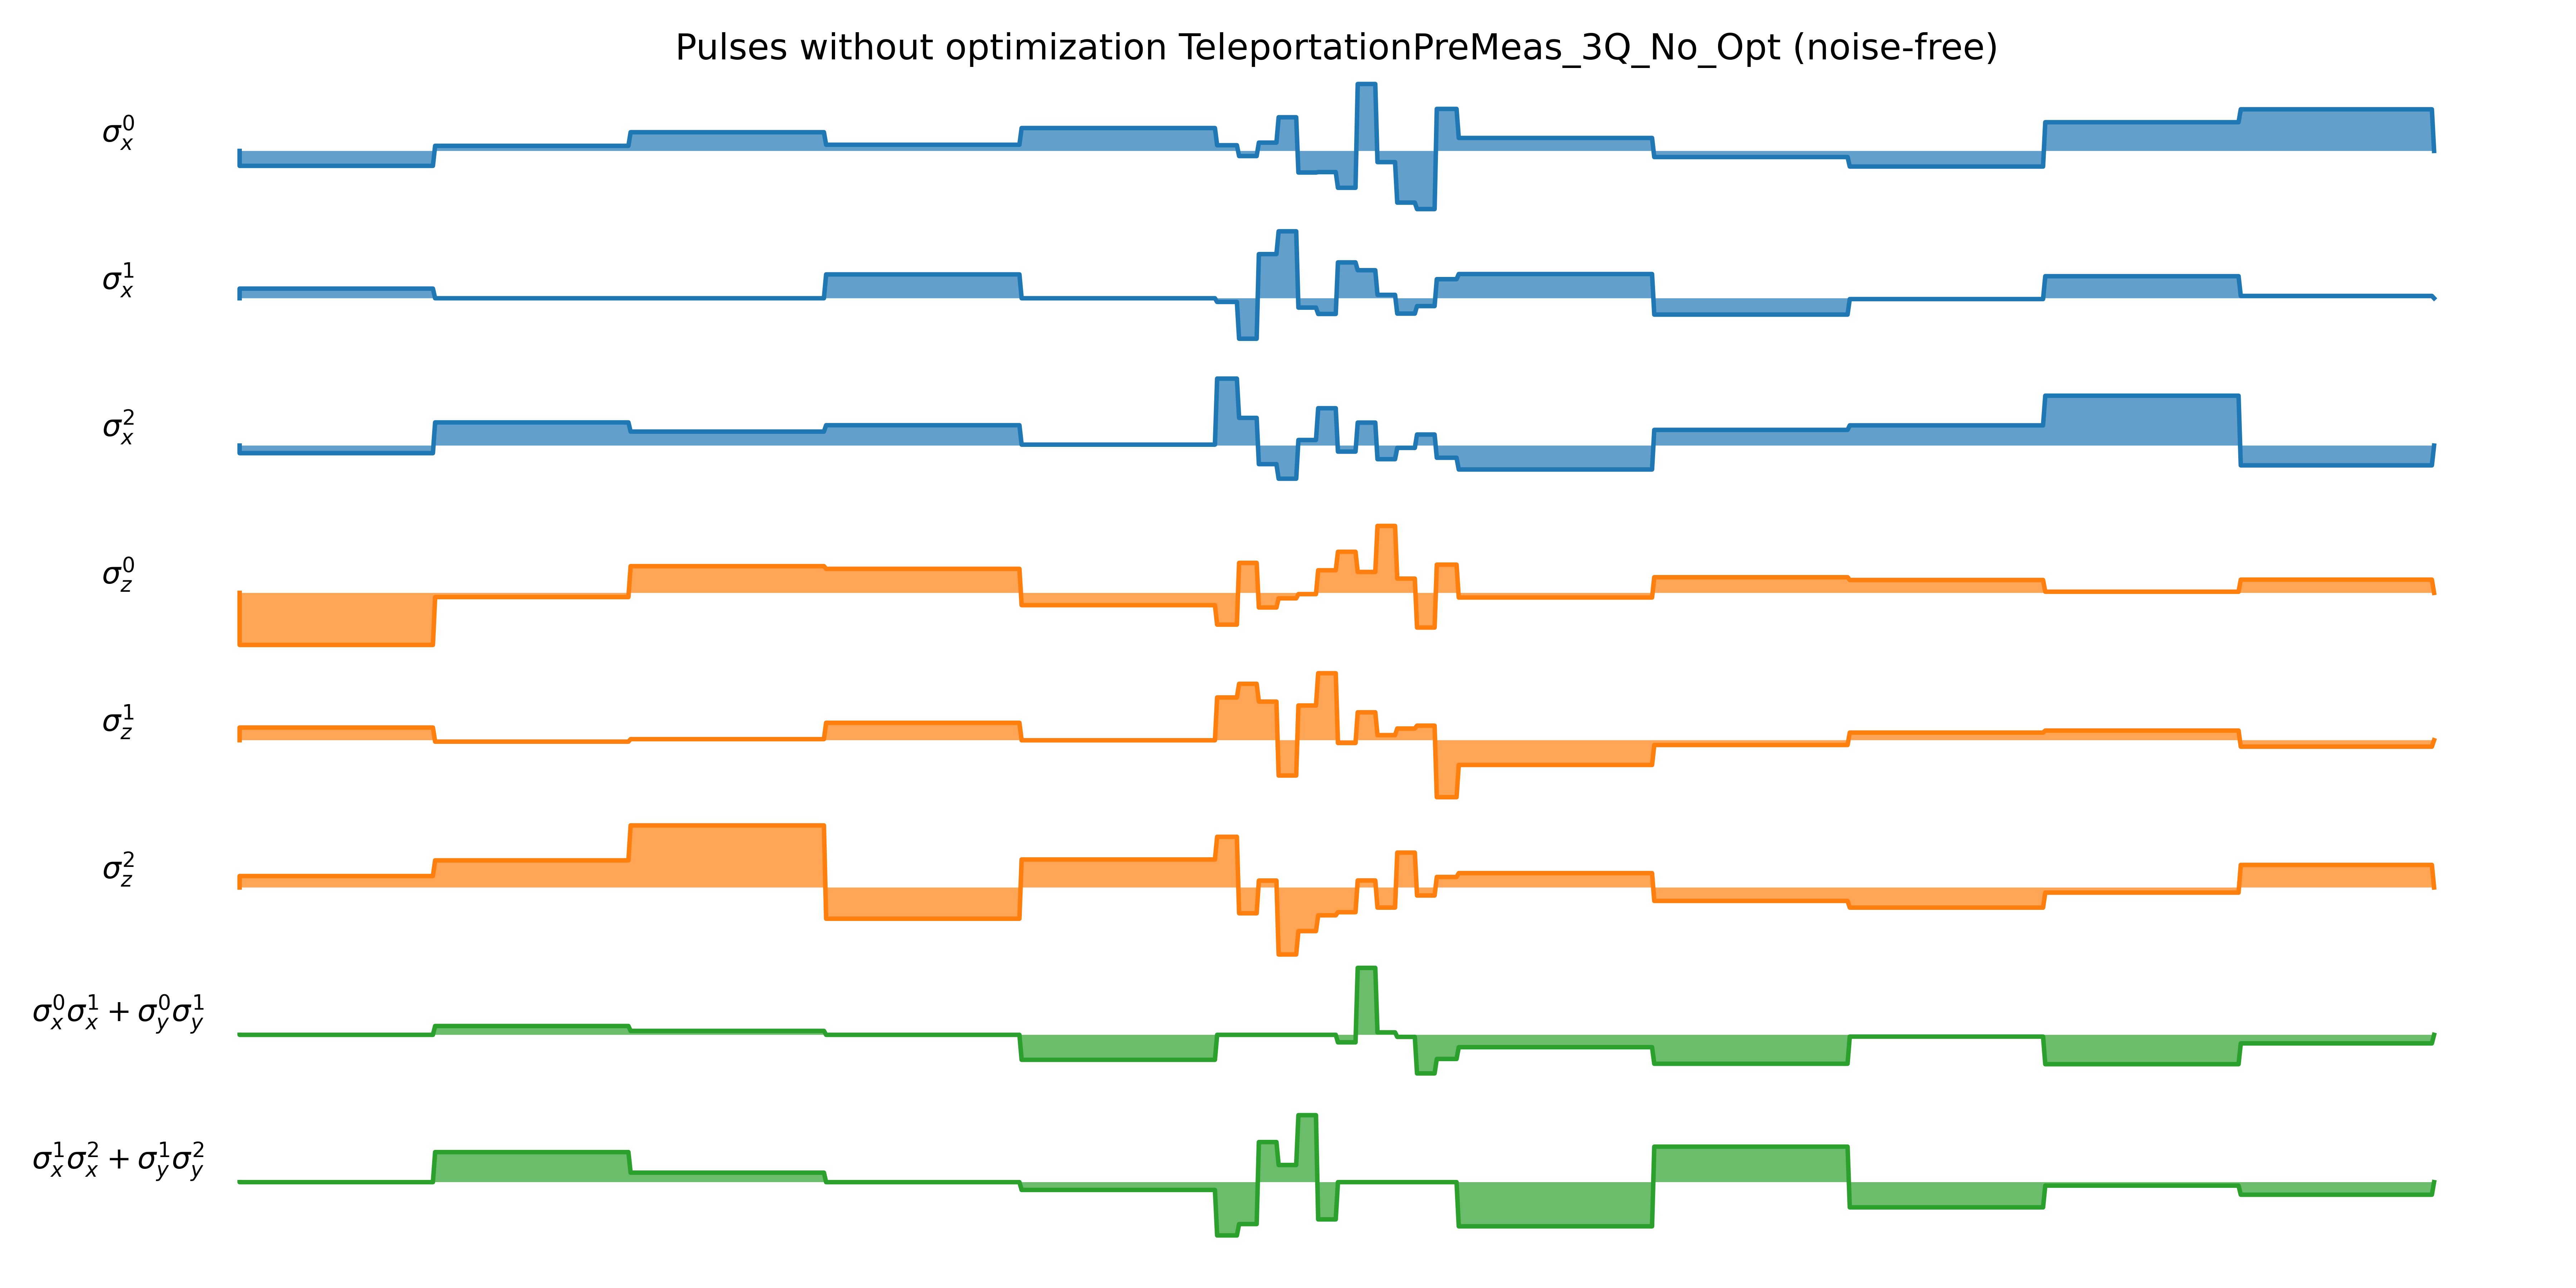 Pulses without optimization TeleportationPreMeas_3Q_No_Opt (noise-free)
σ_x^0
σ_x^1
σ_x^2
σ_z^0
σ_z^1
σ_z^2
σ_x^0σ_x^1 + σ_y^0σ_y^1
σ_x^1σ_x^2 + σ_y^1σ_y^2